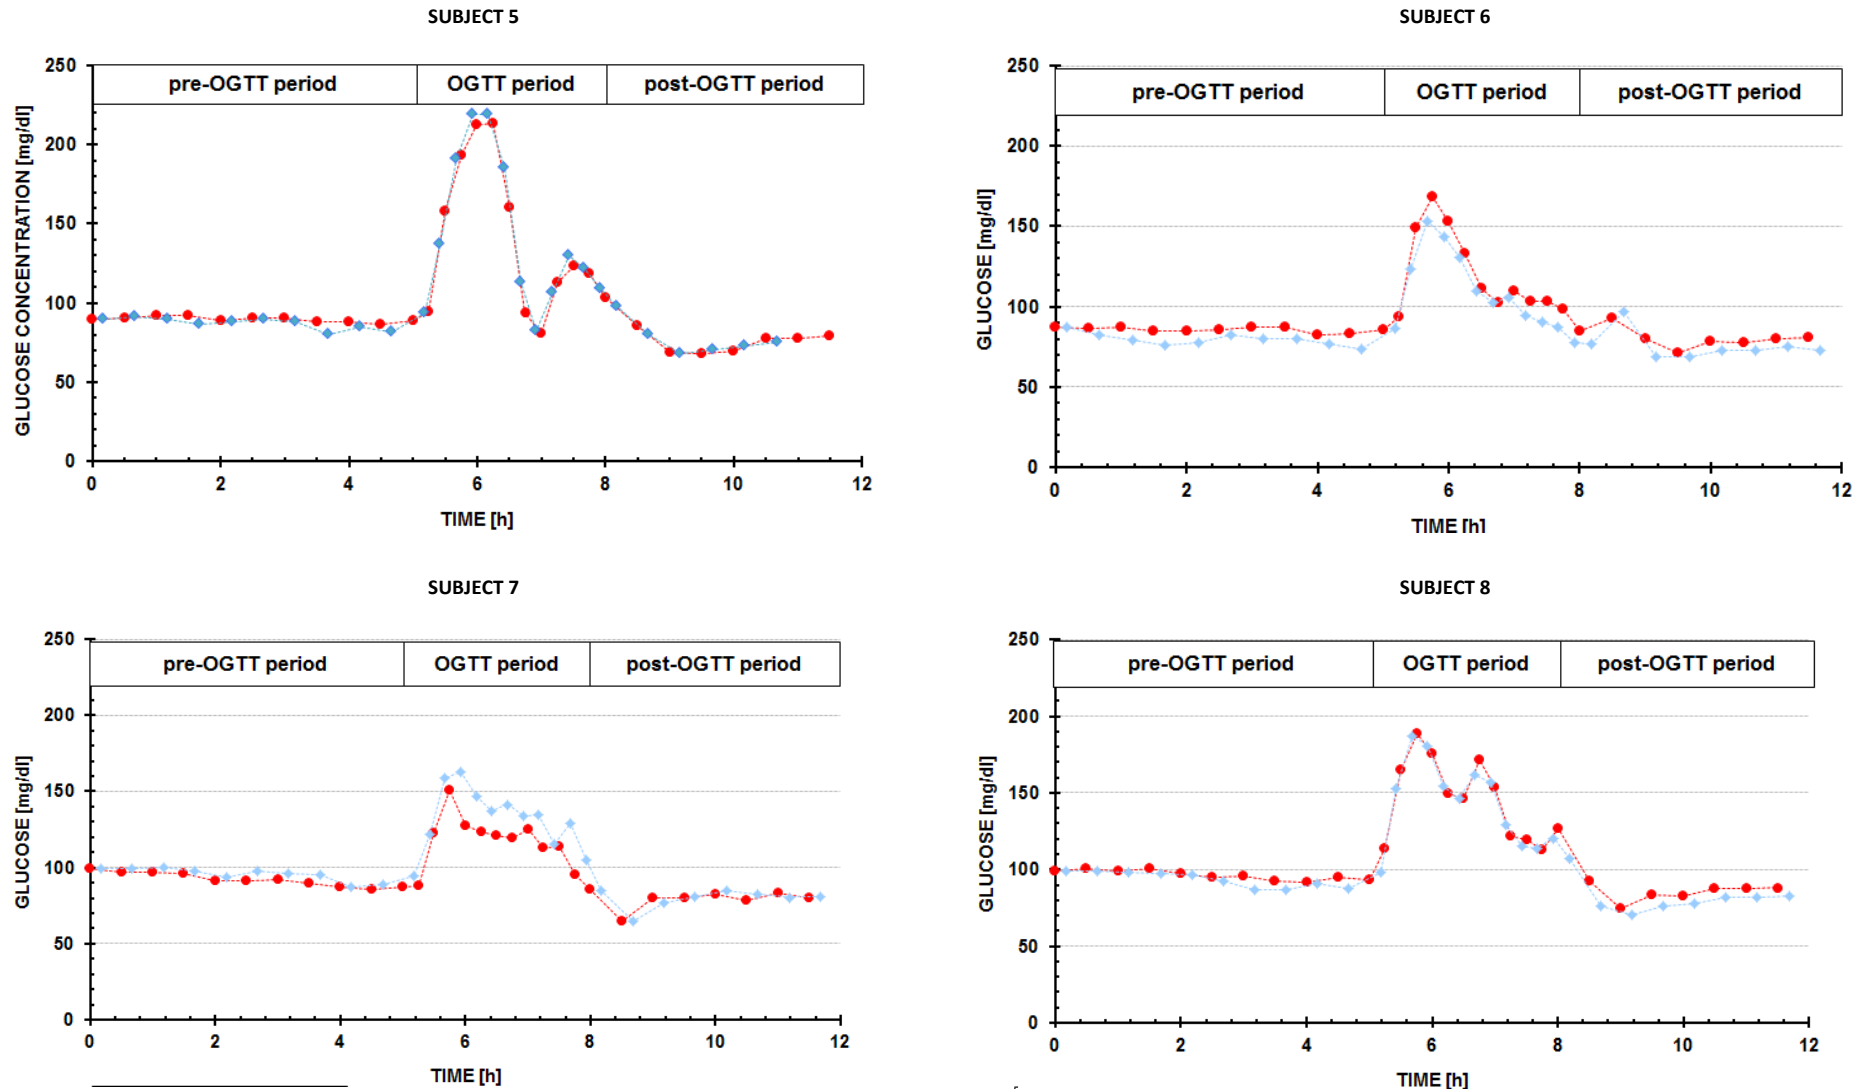 SUBJECT 5
250
pre-OGTT period OGTT period post-OGTT period
200
150
100
50
0
GLUCOSE CONCENTRATION [mg/dl]
0 2 4 6 8 10 12
TIME [h]
SUBJECT 6
250
pre-OGTT period OGTT period post-OGTT period
200
150
100
50
0
GLUCOSE [mg/dl]
0 2 4 6 8 10 12
TIME [h]
SUBJECT 7
250
pre-OGTT period OGTT period post-OGTT period
200
150
100
50
0
GLUCOSE [mg/dl]
0 2 4 6 8 10 12
TIME [h]
SUBJECT 8
250
pre-OGTT period OGTT period post-OGTT period
200
150
100
50
0
GLUCOSE [mg/dl]
0 2 4 6 8 10 12
TIME [h]